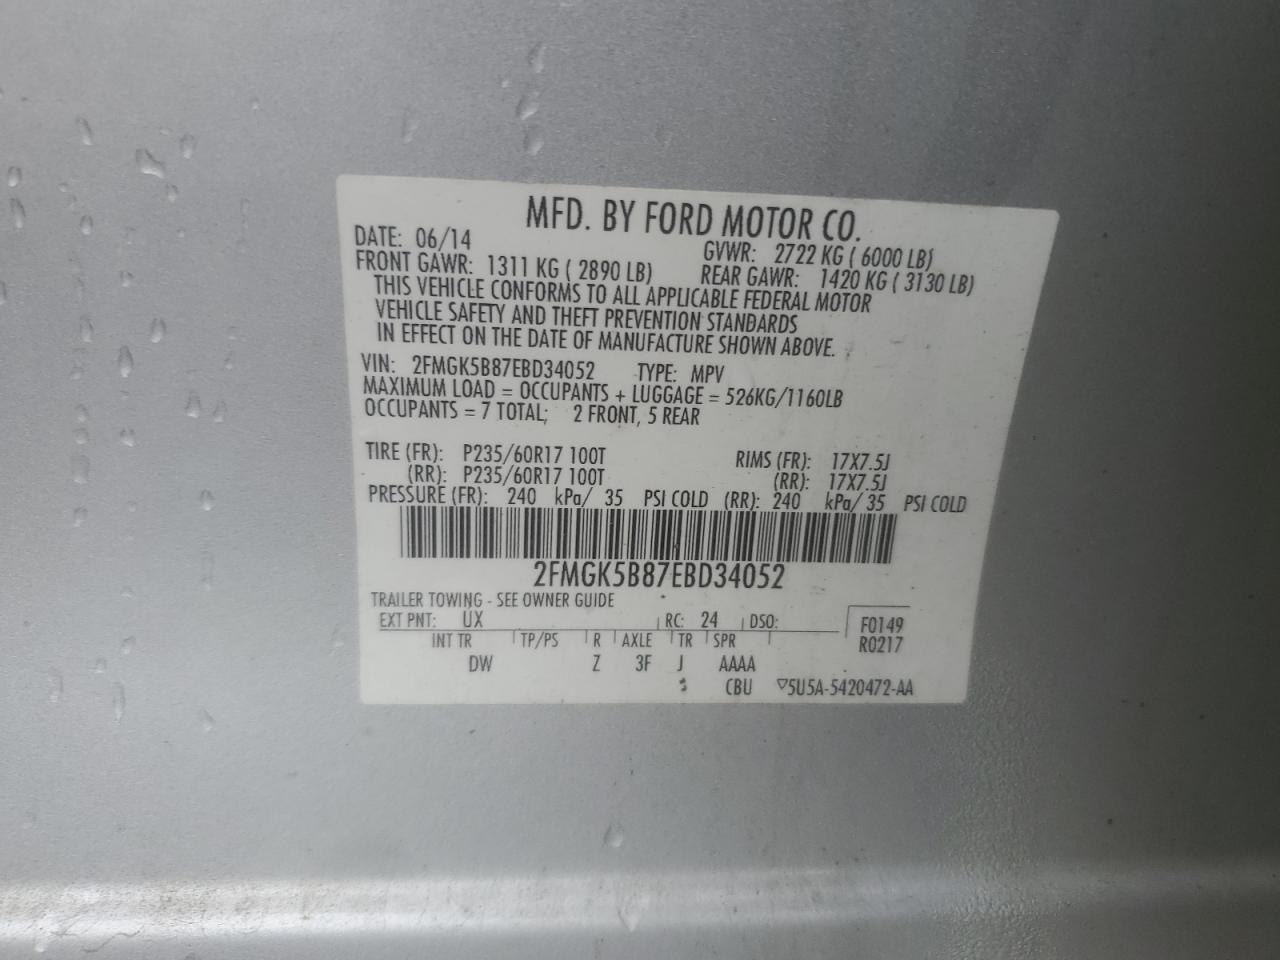 MFD. BY FORD MOTOR CO.
DATE: 06/14 GVWR: 2722 KG ( 6000 LB)
FRONT GAWR: 1311 KG ( 2890 LB) REAR GAWR: 1420 KG ( 3130 LB)
THIS VEHICLE CONFORMS TO ALL APPLICABLE FEDERAL MOTOR
VEHICLE SAFETY AND THEFT PREVENTION STANDARDS
IN EFFECT ON THE DATE OF MANUFACTURE SHOWN ABOVE.
VIN: 2FMGK5B87EBD34052 TYPE: MPV
MAXIMUM LOAD = OCCUPANTS + LUGGAGE = 526KG/1160LB
OCCUPANTS = 7 TOTAL; 2 FRONT, 5 REAR
TIRE (FR): P235/60R17 100T RIMS (FR): 17X7.5J
(RR): P235/60R17 100T (RR): 17X7.5J
PRESSURE (FR): 240 kPa/ 35 PSI COLD (RR): 240 kPa/ 35 PSI COLD
2FMGK5B87EBD34052
TRAILER TOWING - SEE OWNER GUIDE
EXT PNT: UX RC: 24 DSO: F0149
INT TR TP/PS R AXLE TR SPR R0217
DW Z 3F J AAAA
CBU ▽5U5A-5420472-AA